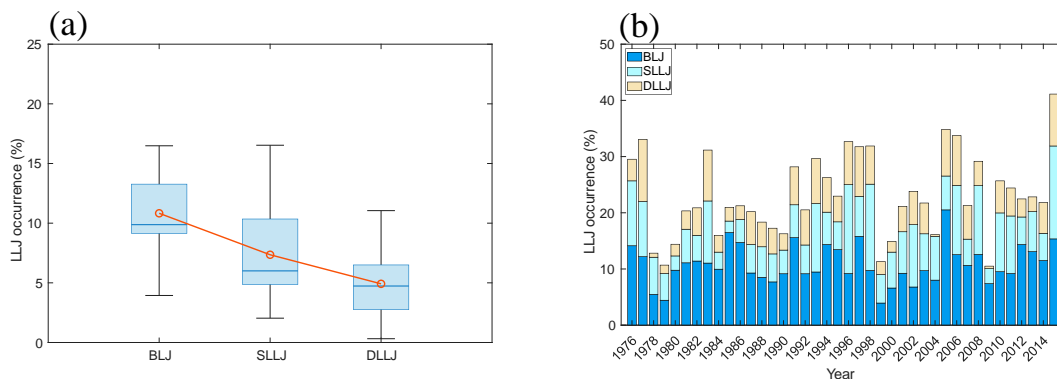 (a)
LLJ occurrence (%)
25
20
15
10
5
0
BLJ SLLJ DLLJ
(b)
LLJ occurrence (%)
50
40
30
20
10
0
BLJ
SLLJ
DLLJ
1976 1978 1980 1982 1984 1986 1988 1990 1992 1994 1996 1998 2000 2002 2004 2006 2008 2010 2012 2014
Year